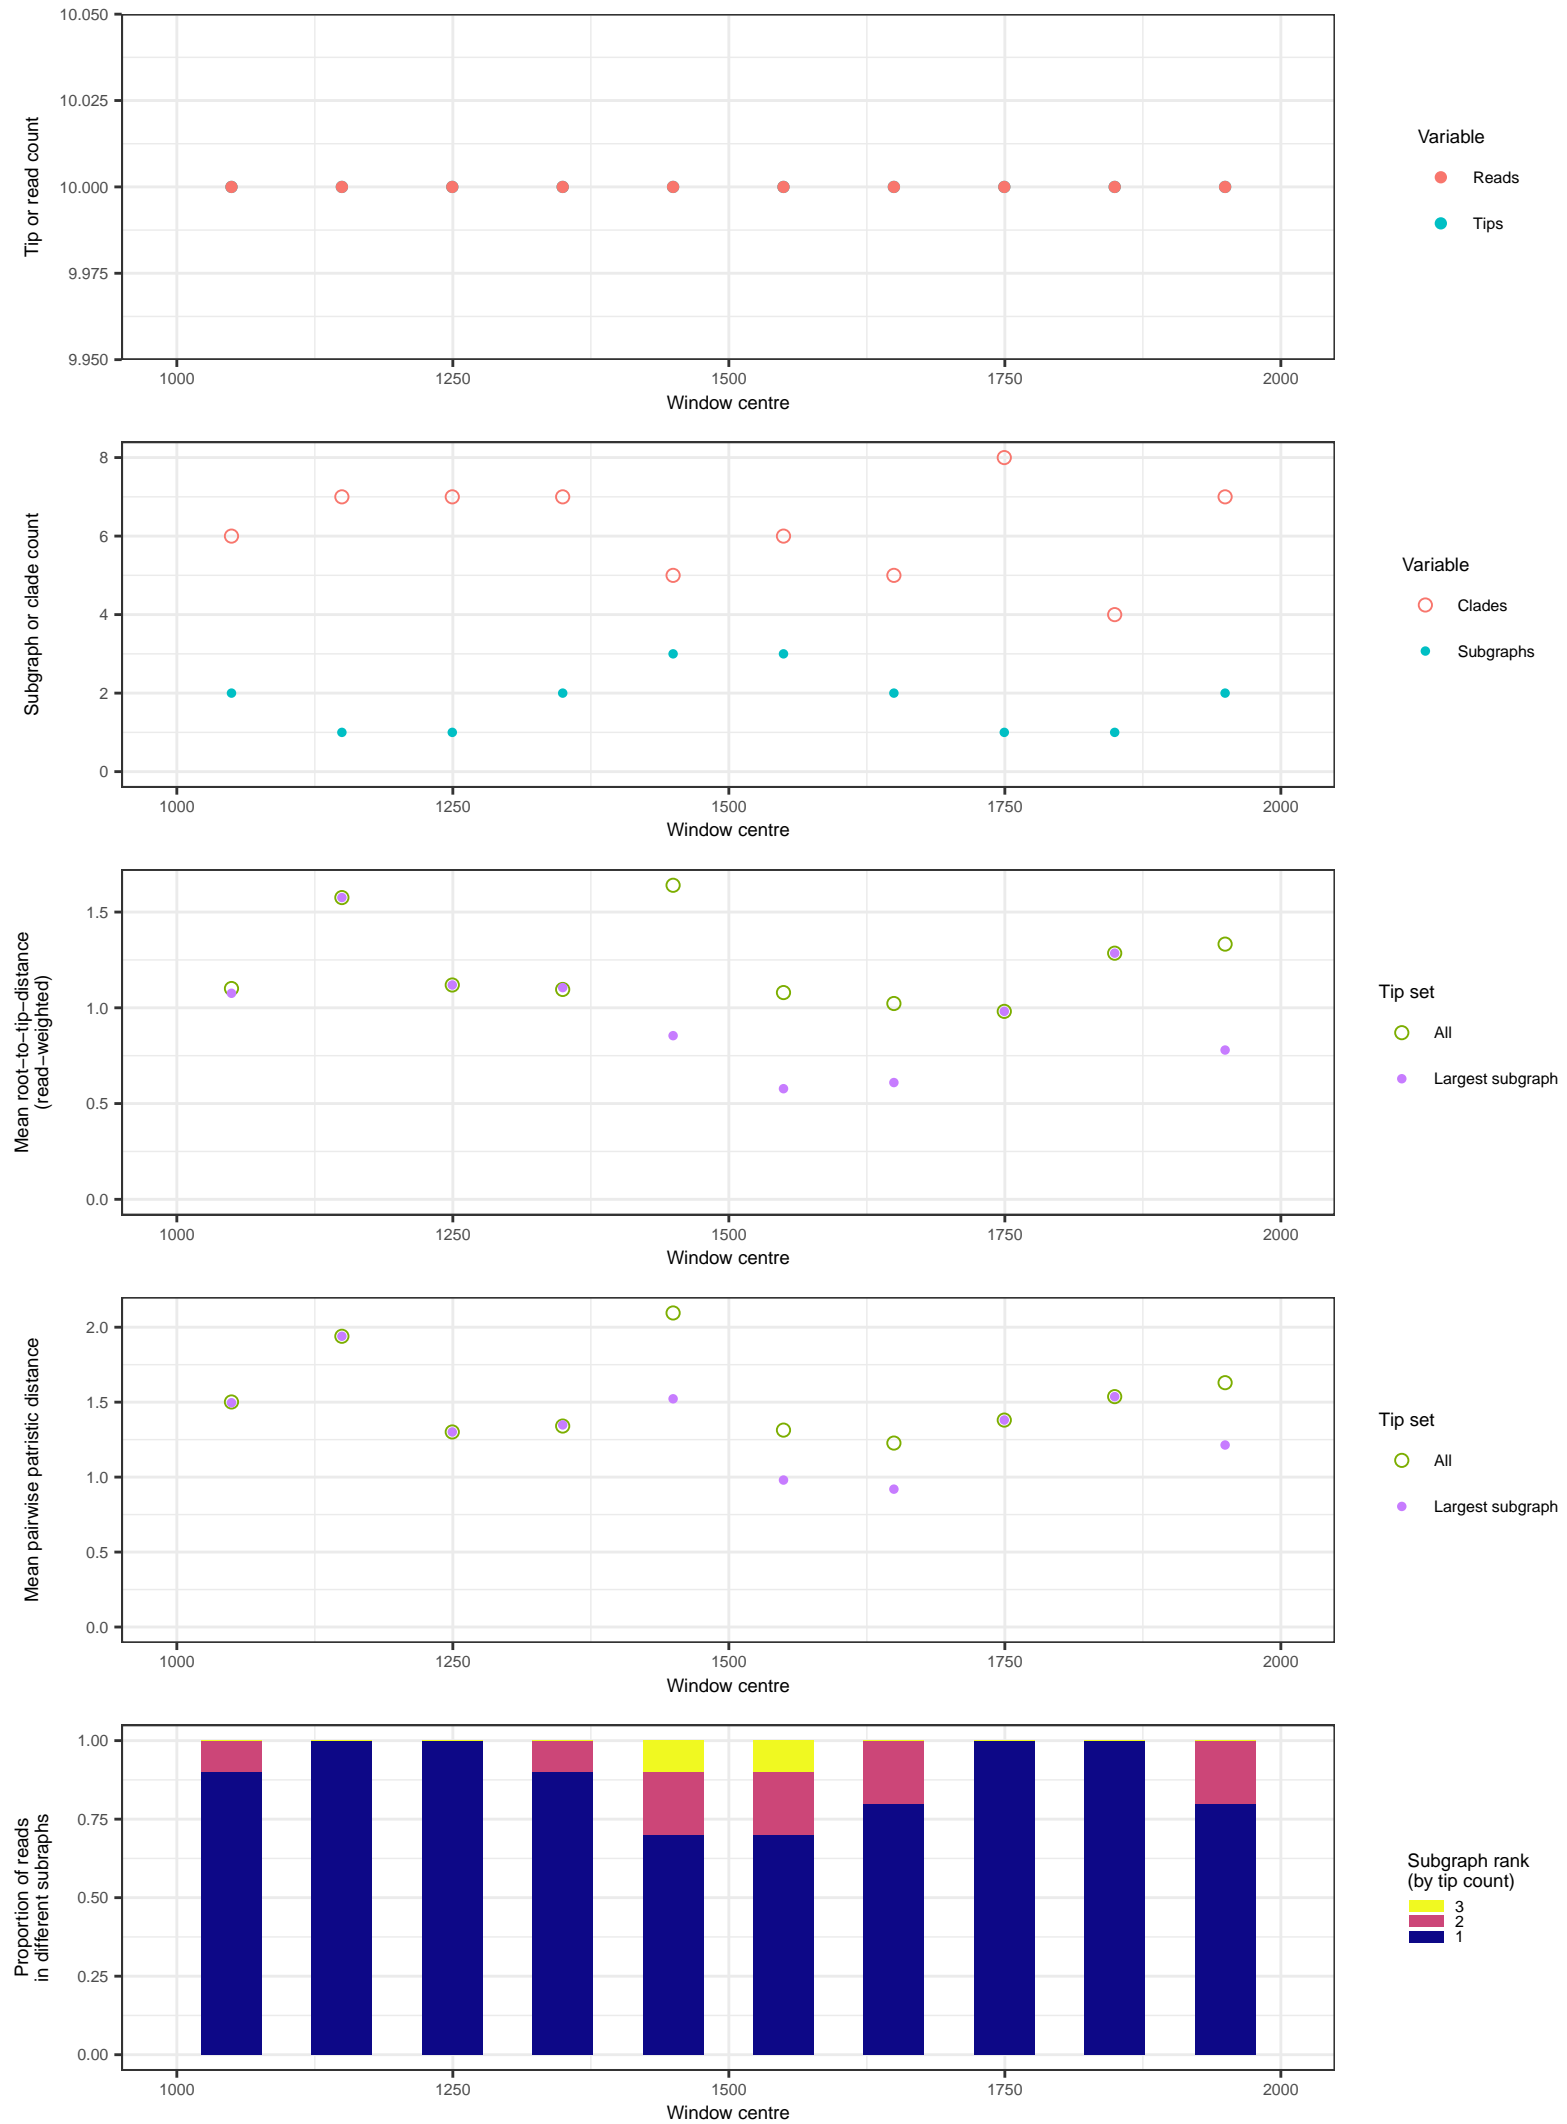 10.050
10.025
10.000
9.975
9.950
Tip or read count
1000 1250 1500 1750 2000
Window centre
Variable
Reads
Tips
8
6
4
2
0
Subgraph or clade count
1000 1250 1500 1750 2000
Window centre
Variable
Clades
Subgraphs
1.5
1.0
0.5
0.0
Mean root−to−tip−distance
(read−weighted)
1000 1250 1500 1750 2000
Window centre
Tip set
All
Largest subgraph
2.0
1.5
1.0
0.5
0.0
Mean pairwise patristic distance
1000 1250 1500 1750 2000
Window centre
Tip set
All
Largest subgraph
1.00
0.75
0.50
0.25
0.00
Proportion of reads
in different subraphs
1000 1250 1500 1750 2000
Window centre
Subgraph rank
(by tip count)
3
2
1